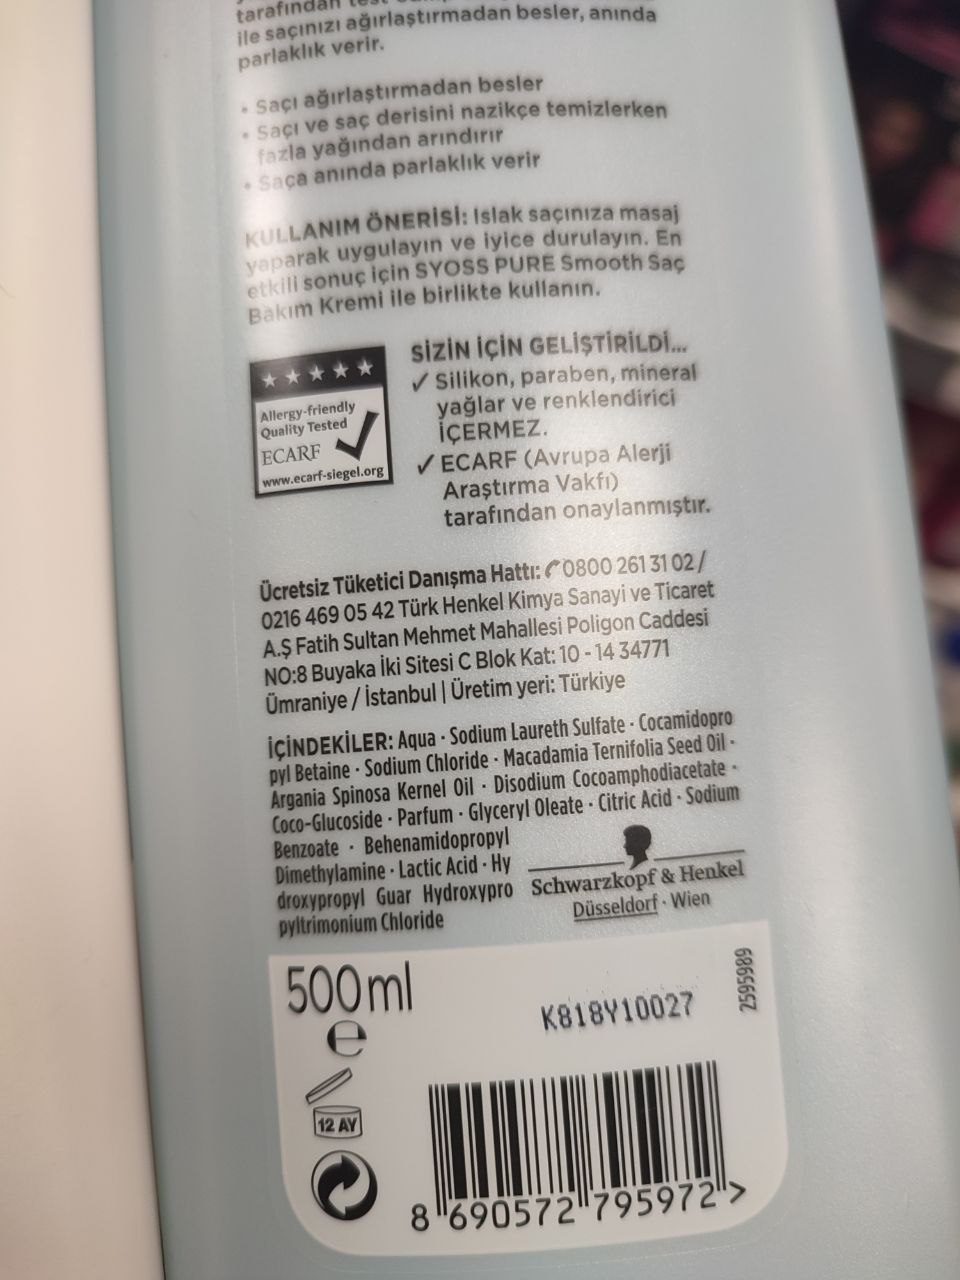 tarafından test
ile saçınızı ağırlaştırmadan besler, anında
parlaklık verir.
• Saçı ağırlaştırmadan besler
• Saçı ve saç derisini nazikçe temizlerken
fazla yağından arındırır
• Saça anında parlaklık verir
KULLANIM ÖNERİSİ: Islak saçınıza masaj
yaparak uygulayın ve iyice durulayın. En
etkili sonuç için SYOSS PURE Smooth Saç
Bakım Kremi ile birlikte kullanın.
Allergy-friendly
Quality Tested
ECARF
www.ecarf-siegel.org
SİZİN İÇİN GELİŞTİRİLDİ...
✓ Silikon, paraben, mineral
yağlar ve renklendirici
İÇERMEZ.
✓ ECARF (Avrupa Alerji
Araştırma Vakfı)
tarafından onaylanmıştır.
Ücretsiz Tüketici Danışma Hattı: 0800 261 31 02 /
0216 469 05 42 Türk Henkel Kimya Sanayi ve Ticaret
A.Ş Fatih Sultan Mehmet Mahallesi Poligon Caddesi
NO:8 Buyaka İki Sitesi C Blok Kat: 10 - 14 34771
Ümraniye / İstanbul | Üretim yeri: Türkiye
İÇİNDEKİLER: Aqua · Sodium Laureth Sulfate · Cocamidopro
pyl Betaine · Sodium Chloride · Macadamia Ternifolia Seed Oil ·
Argania Spinosa Kernel Oil · Disodium Cocoamphodiacetate ·
Coco-Glucoside · Parfum · Glyceryl Oleate · Citric Acid · Sodium
Benzoate · Behenamidopropyl
Dimethylamine · Lactic Acid · Hy
droxypropyl Guar Hydroxypro
pyltrimonium Chloride
Schwarzkopf & Henkel
Düsseldorf · Wien
500ml
e
K818Y10027
2595989
12 AY
8 690572 795972 >